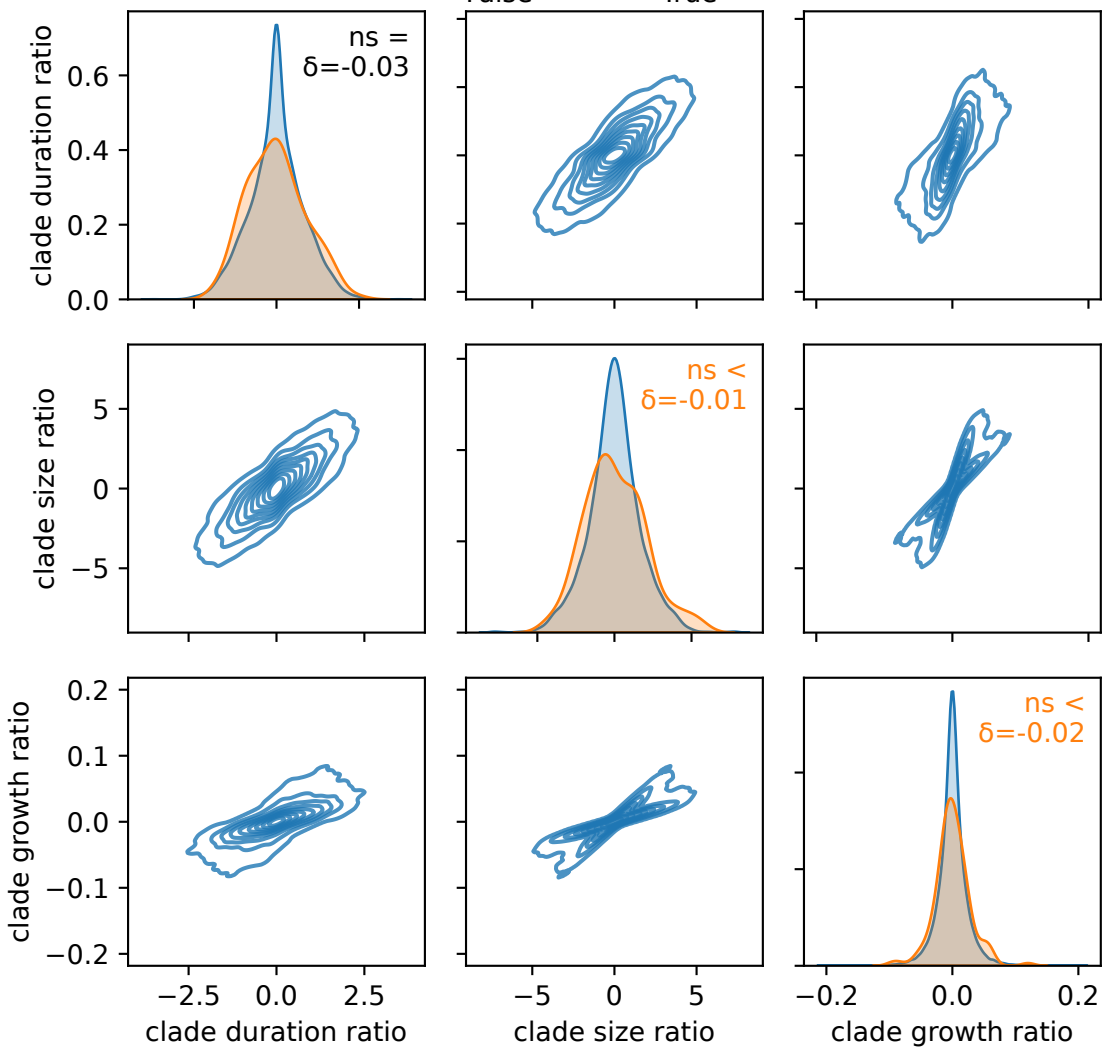 ns =
δ=-0.03
clade duration ratio
0.6
0.4
0.2
0.0
ns <
δ=-0.01
clade size ratio
5
0
−5
ns <
δ=-0.02
clade growth ratio
0.2
0.1
0.0
−0.1
−0.2
−2.5 0.0 2.5
−5 0 5
−0.2 0.0 0.2
clade duration ratio
clade size ratio
clade growth ratio